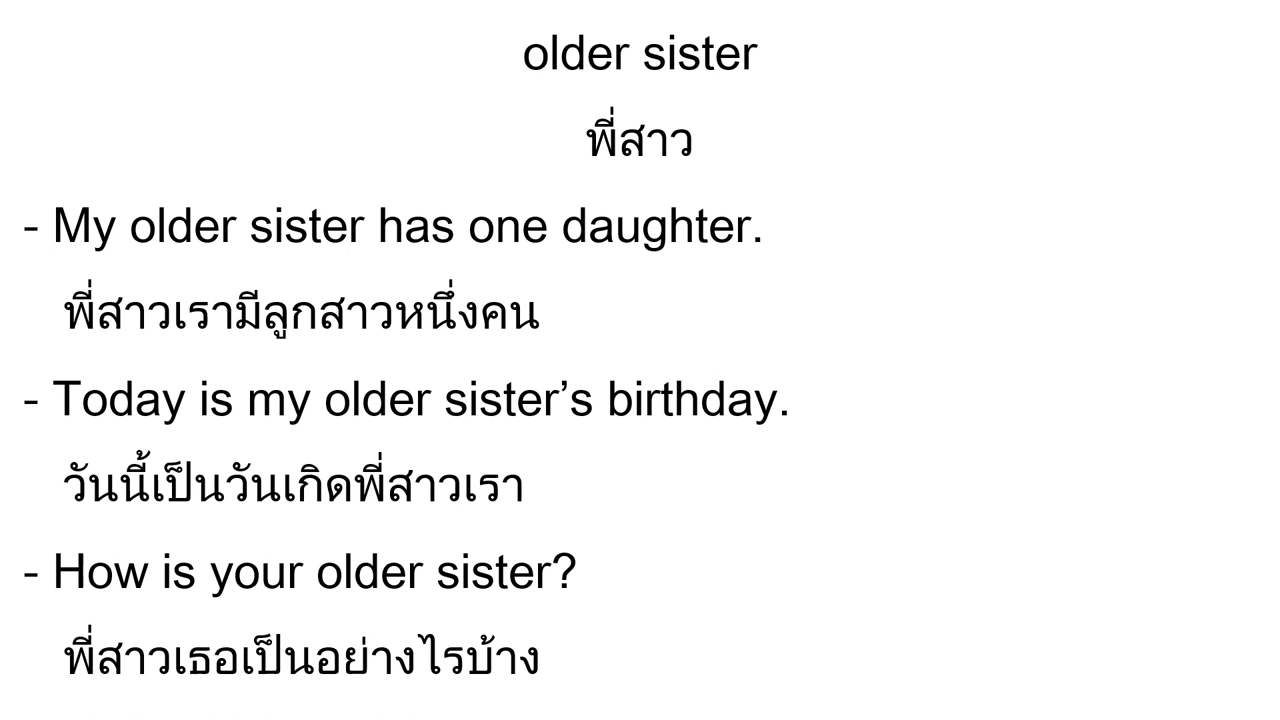 older sister
พี่สาว
- My older sister has one daughter.
พี่สาวเรามีลูกสาวหนึ่งคน
- Today is my older sister’s birthday.
วันนี้เป็นวันเกิดพี่สาวเรา
- How is your older sister?
พี่สาวเธอเป็นอย่างไรบ้าง